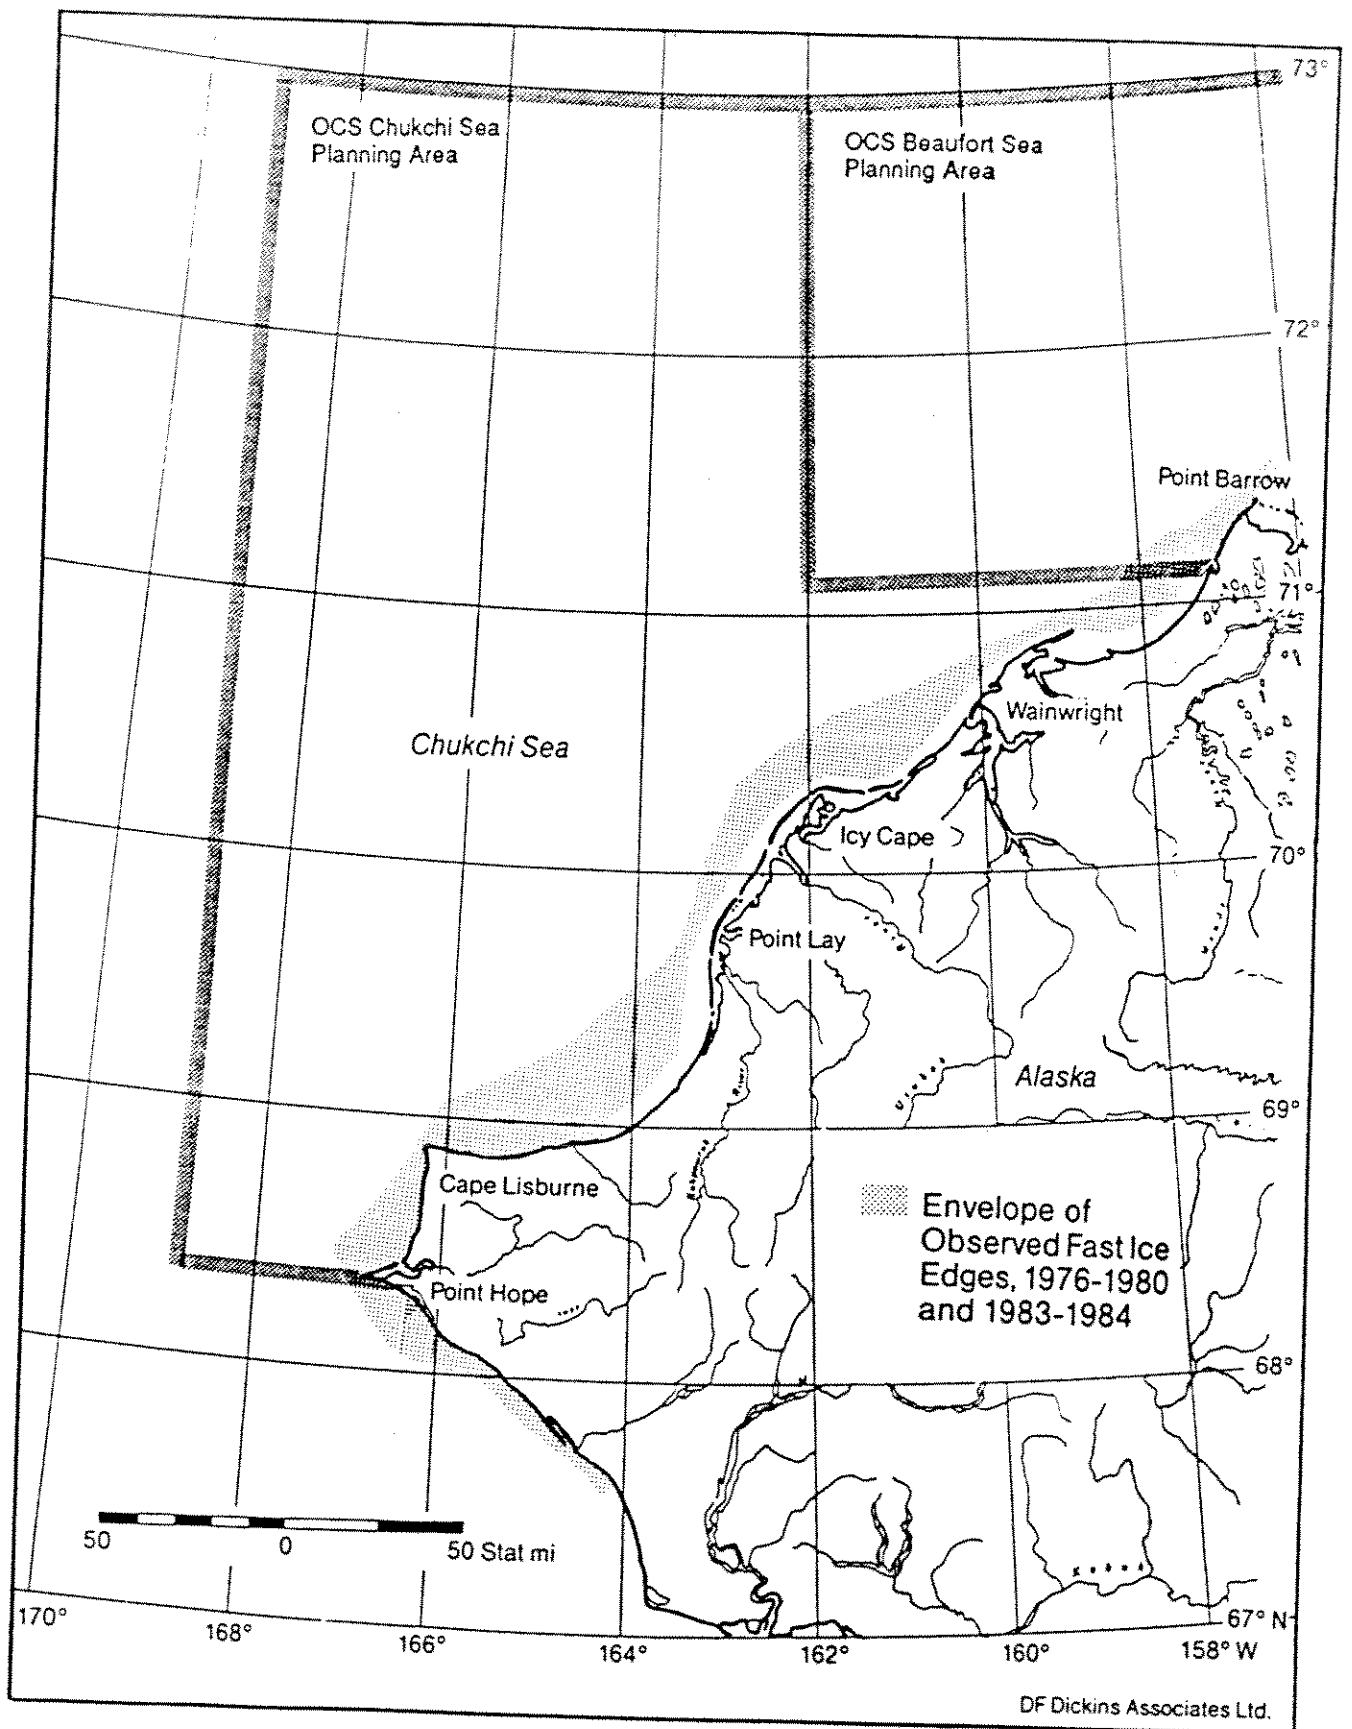 73°
OCS Chukchi Sea
Planning Area
OCS Beaufort Sea
Planning Area
72°
Point Barrow
71°
Wainwright
Chukchi Sea
Icy Cape
70°
Point Lay
Alaska
69°
Cape Lisburne
Envelope of
Observed Fast Ice
Edges, 1976-1980
and 1983-1984
Point Hope
68°
50 0 50 Stat mi
67° N
170° 168° 166° 164° 162° 160° 158° W
DF Dickins Associates Ltd.